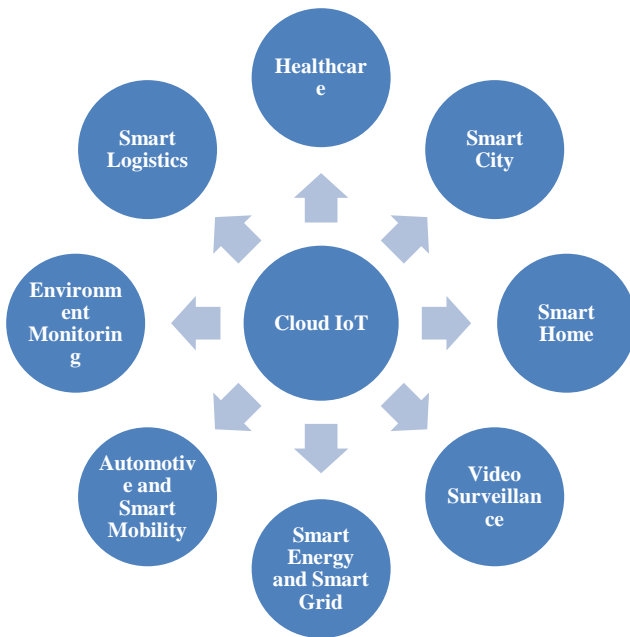 Healthcar
e
Smart
City
Smart
Home
Video
Surveillan
ce
Smart
Energy
and Smart
Grid
Automotiv
e and
Smart
Mobility
Environm
ent
Monitorin
g
Smart
Logistics
Cloud IoT